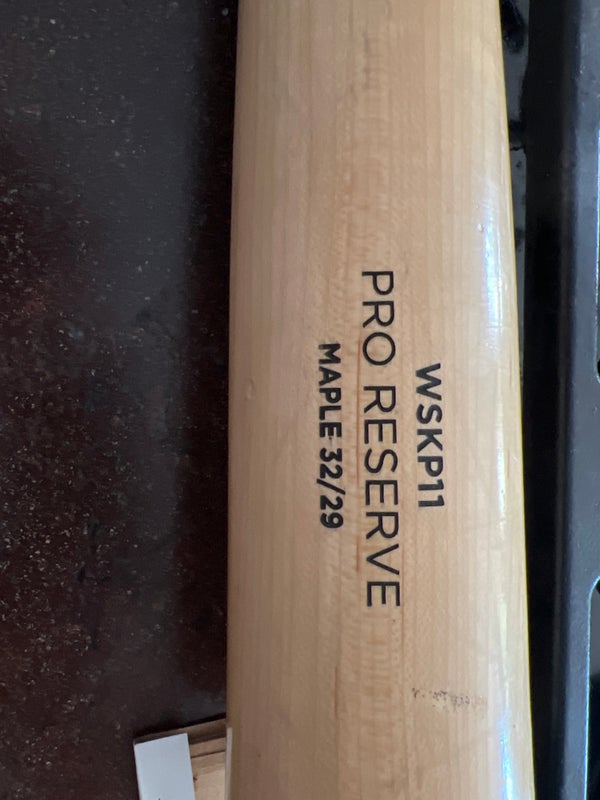 WSKP11
PRO RESERVE
MAPLE 32/29